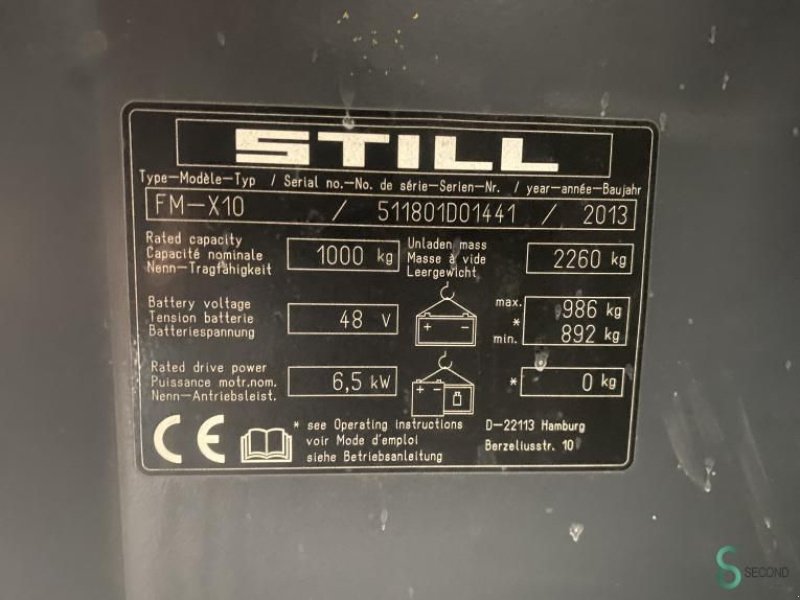 STILL
Type-Modèle-Typ / Serial no.-No. de série-Serien-Nr. / year-année-Baujahr
FM-X10 / 511801D01441 / 2013
Rated capacity
Capacité nominale
Nenn-Tragfähigkeit
1000 kg
Unladen mass
Masse à vide
Leergewicht
2260 kg
Battery voltage
Tension batterie
Batteriespannung
48 V
+ -
max. 986 kg
*
min. 892 kg
Rated drive power
Puissance motr.nom.
Nenn-Antriebsleist.
6,5 kW
+
* 0 kg
CE
* see Operating instructions
voir Mode d'emploi
siehe Betriebsanleitung
D-22113 Hamburg
Berzeliusstr. 10
SECOND